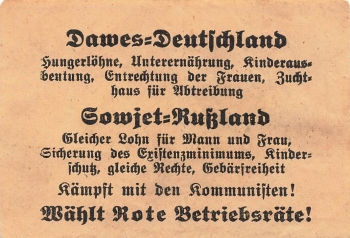 Dawes=Deutschland
Hungerlöhne, Unterernährung, Kinderaus=
beutung, Entrechtung der Frauen, Zucht=
haus für Abtreibung
Sowjet=Rußland
Gleicher Lohn für Mann und Frau,
Sicherung des Existenzminimums, Kinder=
schutz, gleiche Rechte, Gebärfreiheit
Kämpft mit den Kommunisten!
Wählt Rote Betriebsräte!